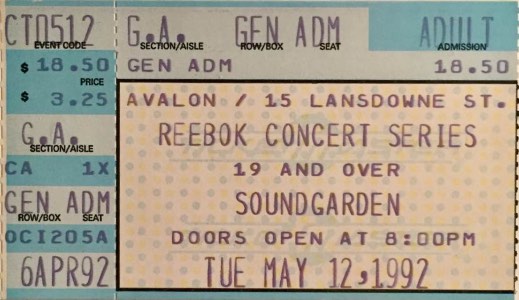 CTD512 G.A. GEN ADM ADULT
EVENT CODE SECTION/AISLE ROW/BOX SEAT ADMISSION
$ 18.50 GEN ADM 18.50
PRICE
$ 3.25
G.A.
SECTION/AISLE
CA 1X
GEN ADM
ROW/BOX SEAT
OCI205A
6APR92
AVALON / 15 LANSDOWNE ST.
REEBOK CONCERT SERIES
19 AND OVER
SOUNDGARDEN
DOORS OPEN AT 8:00PM
TUE MAY 12,1992